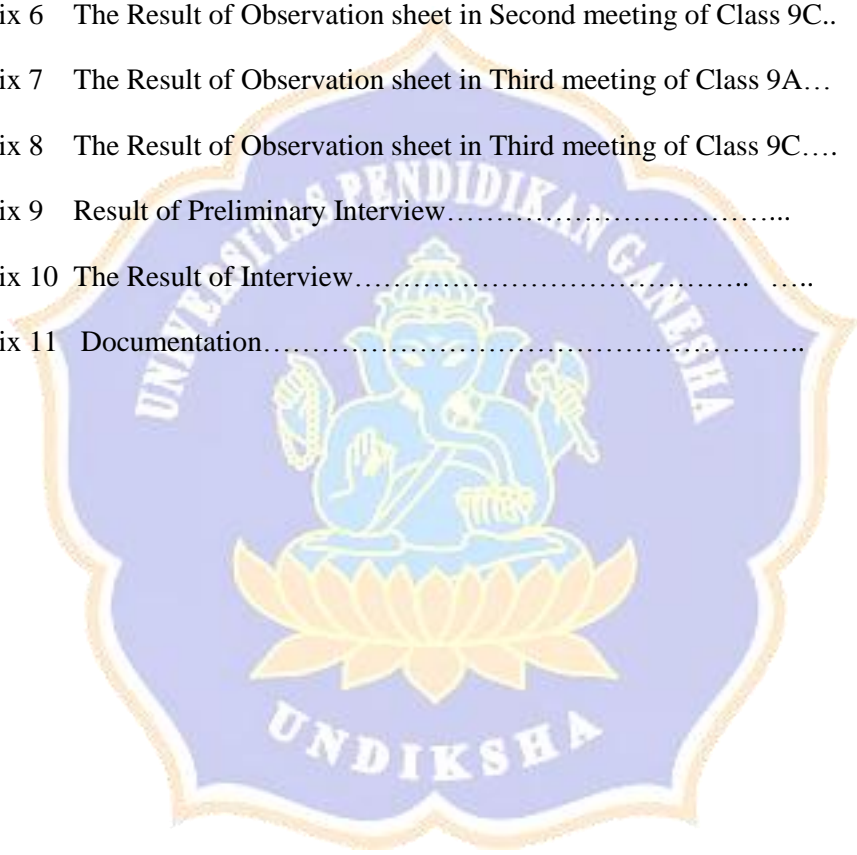 ix 6 The Result of Observation sheet in Second meeting of Class 9C..
ix 7 The Result of Observation sheet in Third meeting of Class 9A…
ix 8 The Result of Observation sheet in Third meeting of Class 9C….
ix 9 Result of Preliminary Interview……………………………...
ix 10 The Result of Interview………………………………….. …..
ix 11 Documentation………………………………………………..
UNIVERSITAS PENDIDIKAN GANESHA
UNDIKSHA